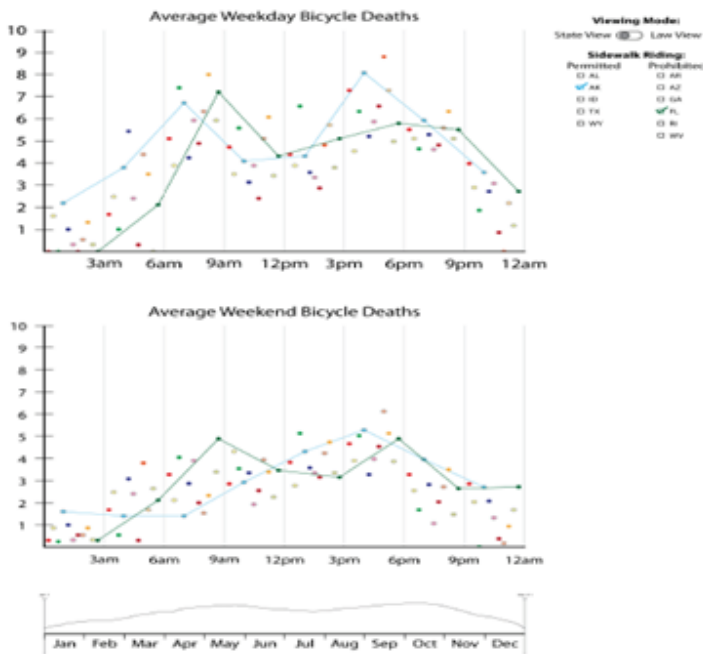 Average Weekday Bicycle Deaths
10
9
8
7
6
5
4
3
2
1
3am 6am 9am 12pm 3pm 6pm 9pm 12am
Viewing Mode:
State View Law View
Sidewalk Riding:
Permitted Prohibited
AL AR
AK AZ
ID GA
TX FL
WY RI
WV
Average Weekend Bicycle Deaths
10
9
8
7
6
5
4
3
2
1
3am 6am 9am 12pm 3pm 6pm 9pm 12am
Jan Feb Mar Apr May Jun Jul Aug Sep Oct Nov Dec